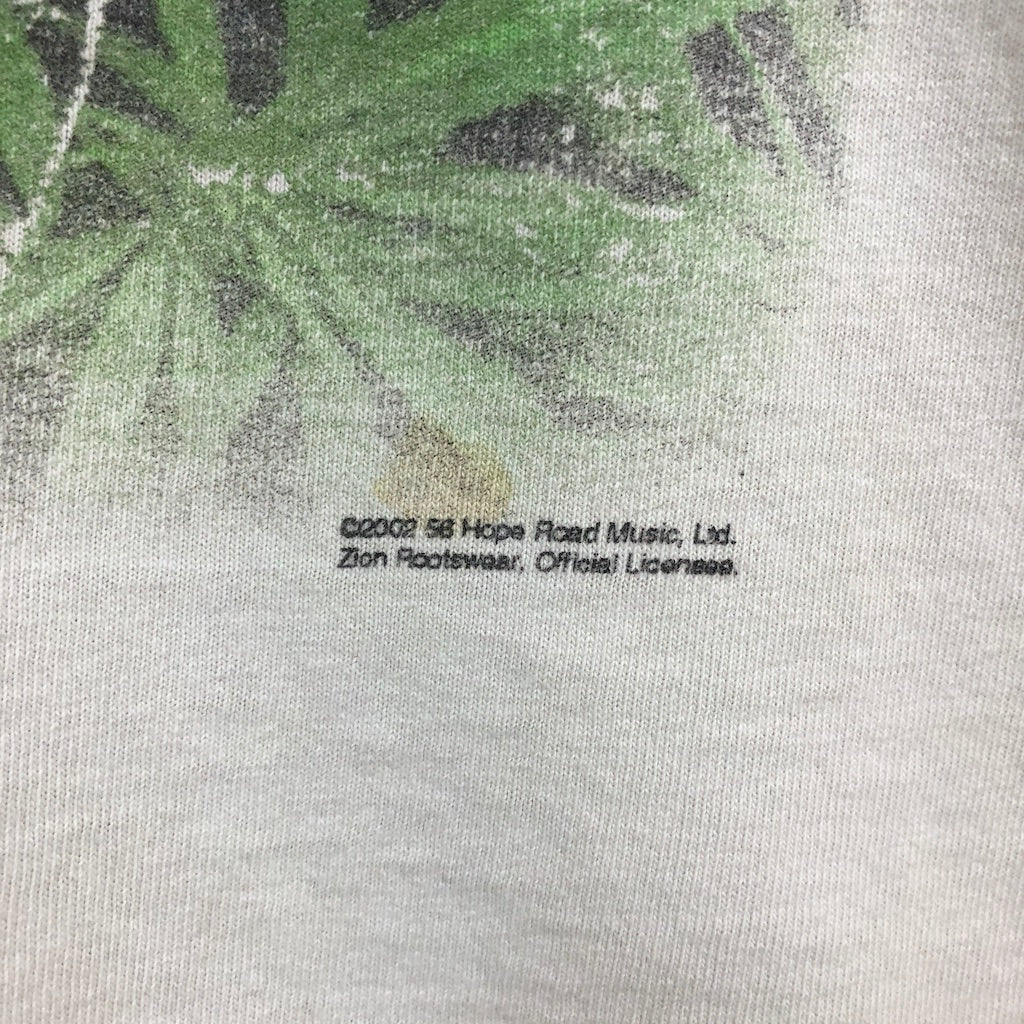 ©2002 56 Hope Road Music, Ltd.
Zion Rootswear, Official Licensee.